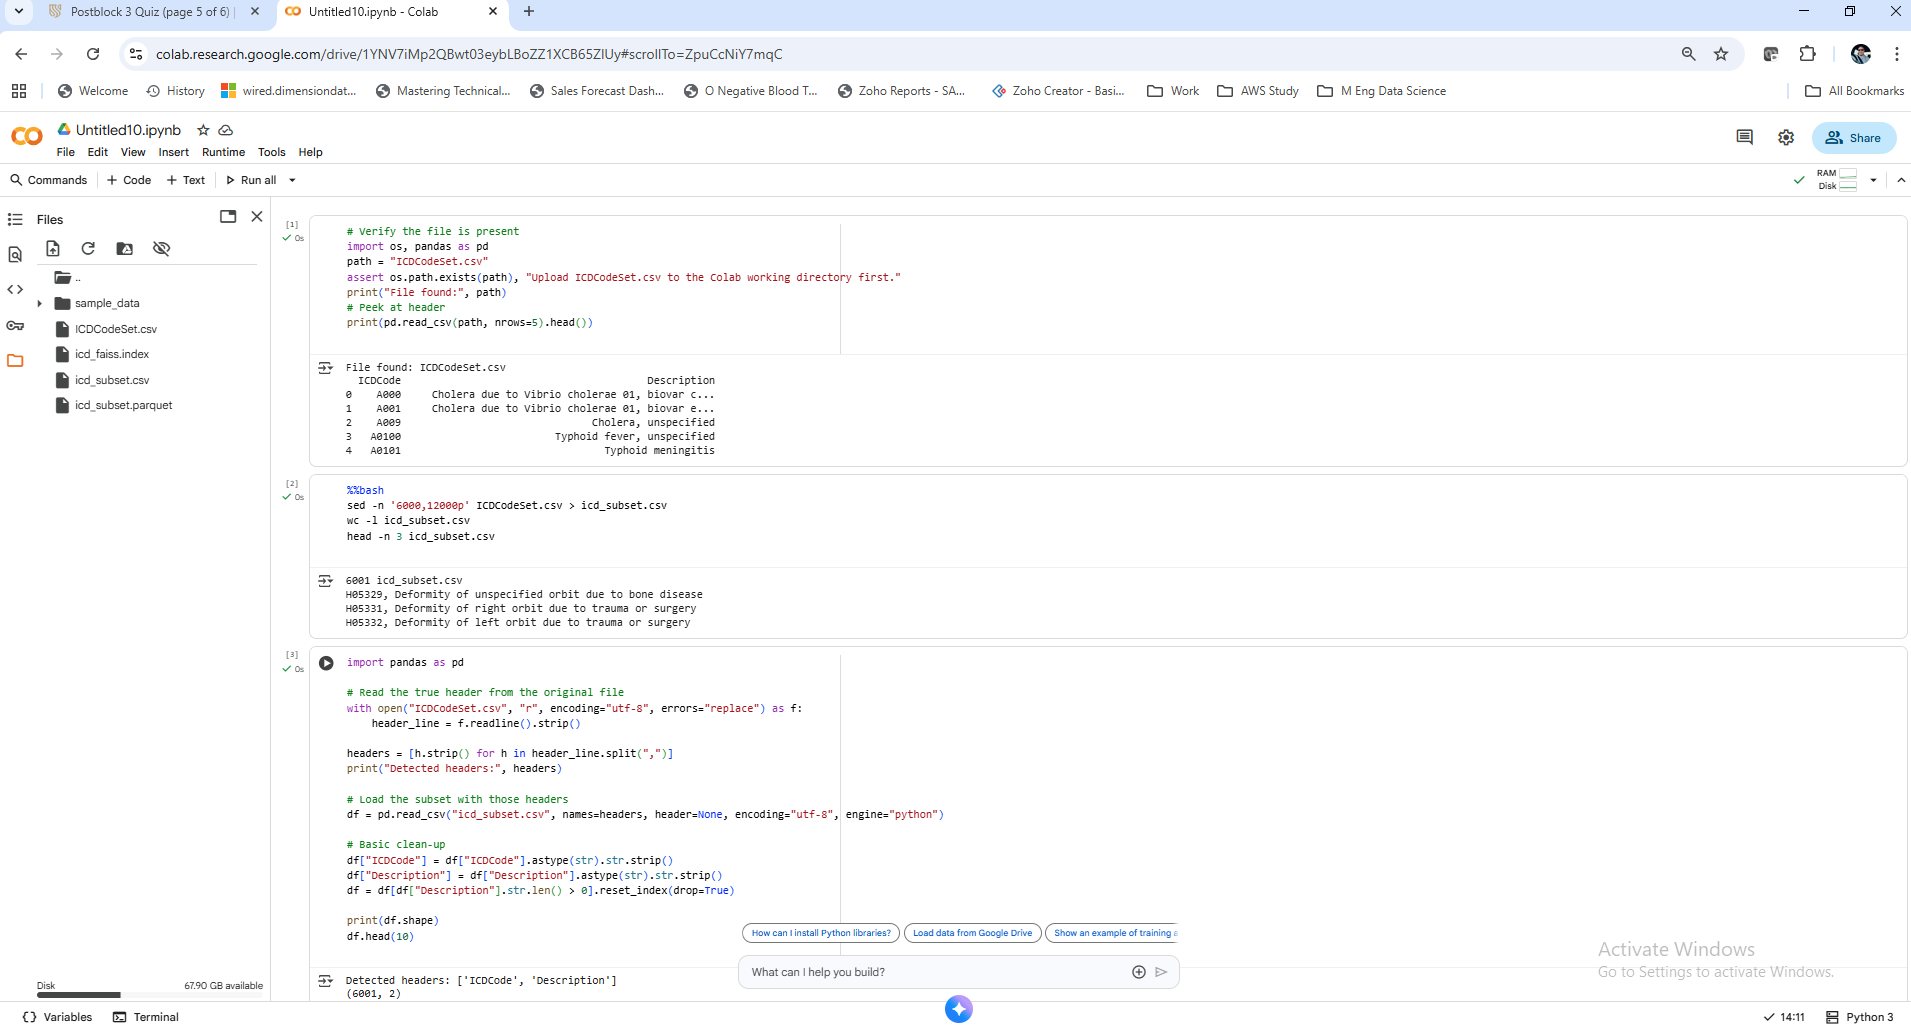 Postblock 3 Quiz (page 5 of 6)
Untitled10.ipynb - Colab
colab.research.google.com/drive/1YNV7iMp2QBwt03eybLBoZZ1XCB65ZIUy#scrollTo=ZpuCcNiY7mqC
Welcome
History
wired.dimensiondat...
Mastering Technical...
Sales Forecast Dash...
O Negative Blood T...
Zoho Reports - SA...
Zoho Creator - Basi...
Work
AWS Study
M Eng Data Science
All Bookmarks
Untitled10.ipynb
File Edit View Insert Runtime Tools Help
Share
Commands + Code + Text Run all
RAM
Disk
Files
..
sample_data
ICDCodeSet.csv
icd_faiss.index
icd_subset.csv
icd_subset.parquet
Disk 67.90 GB available
[1]
0s
# Verify the file is present
import os, pandas as pd
path = "ICDCodeSet.csv"
assert os.path.exists(path), "Upload ICDCodeSet.csv to the Colab working directory first."
print("File found:", path)
# Peek at header
print(pd.read_csv(path, nrows=5).head())
File found: ICDCodeSet.csv
ICDCode Description
0 A000 Cholera due to Vibrio cholerae 01, biovar c...
1 A001 Cholera due to Vibrio cholerae 01, biovar e...
2 A009 Cholera, unspecified
3 A0100 Typhoid fever, unspecified
4 A0101 Typhoid meningitis
[2]
0s
%%bash
sed -n '6000,12000p' ICDCodeSet.csv > icd_subset.csv
wc -l icd_subset.csv
head -n 3 icd_subset.csv
6001 icd_subset.csv
H05329, Deformity of unspecified orbit due to bone disease
H05331, Deformity of right orbit due to trauma or surgery
H05332, Deformity of left orbit due to trauma or surgery
[3]
0s
import pandas as pd
# Read the true header from the original file
with open("ICDCodeSet.csv", "r", encoding="utf-8", errors="replace") as f:
header_line = f.readline().strip()
headers = [h.strip() for h in header_line.split(",")]
print("Detected headers:", headers)
# Load the subset with those headers
df = pd.read_csv("icd_subset.csv", names=headers, header=None, encoding="utf-8", engine="python")
# Basic clean-up
df["ICDCode"] = df["ICDCode"].astype(str).str.strip()
df["Description"] = df["Description"].astype(str).str.strip()
df = df[df["Description"].str.len() > 0].reset_index(drop=True)
print(df.shape)
df.head(10)
How can I install Python libraries?
Load data from Google Drive
Show an example of training a
What can I help you build?
Detected headers: ['ICDCode', 'Description']
(6001, 2)
Activate Windows
Go to Settings to activate Windows.
Variables
Terminal
14:11
Python 3